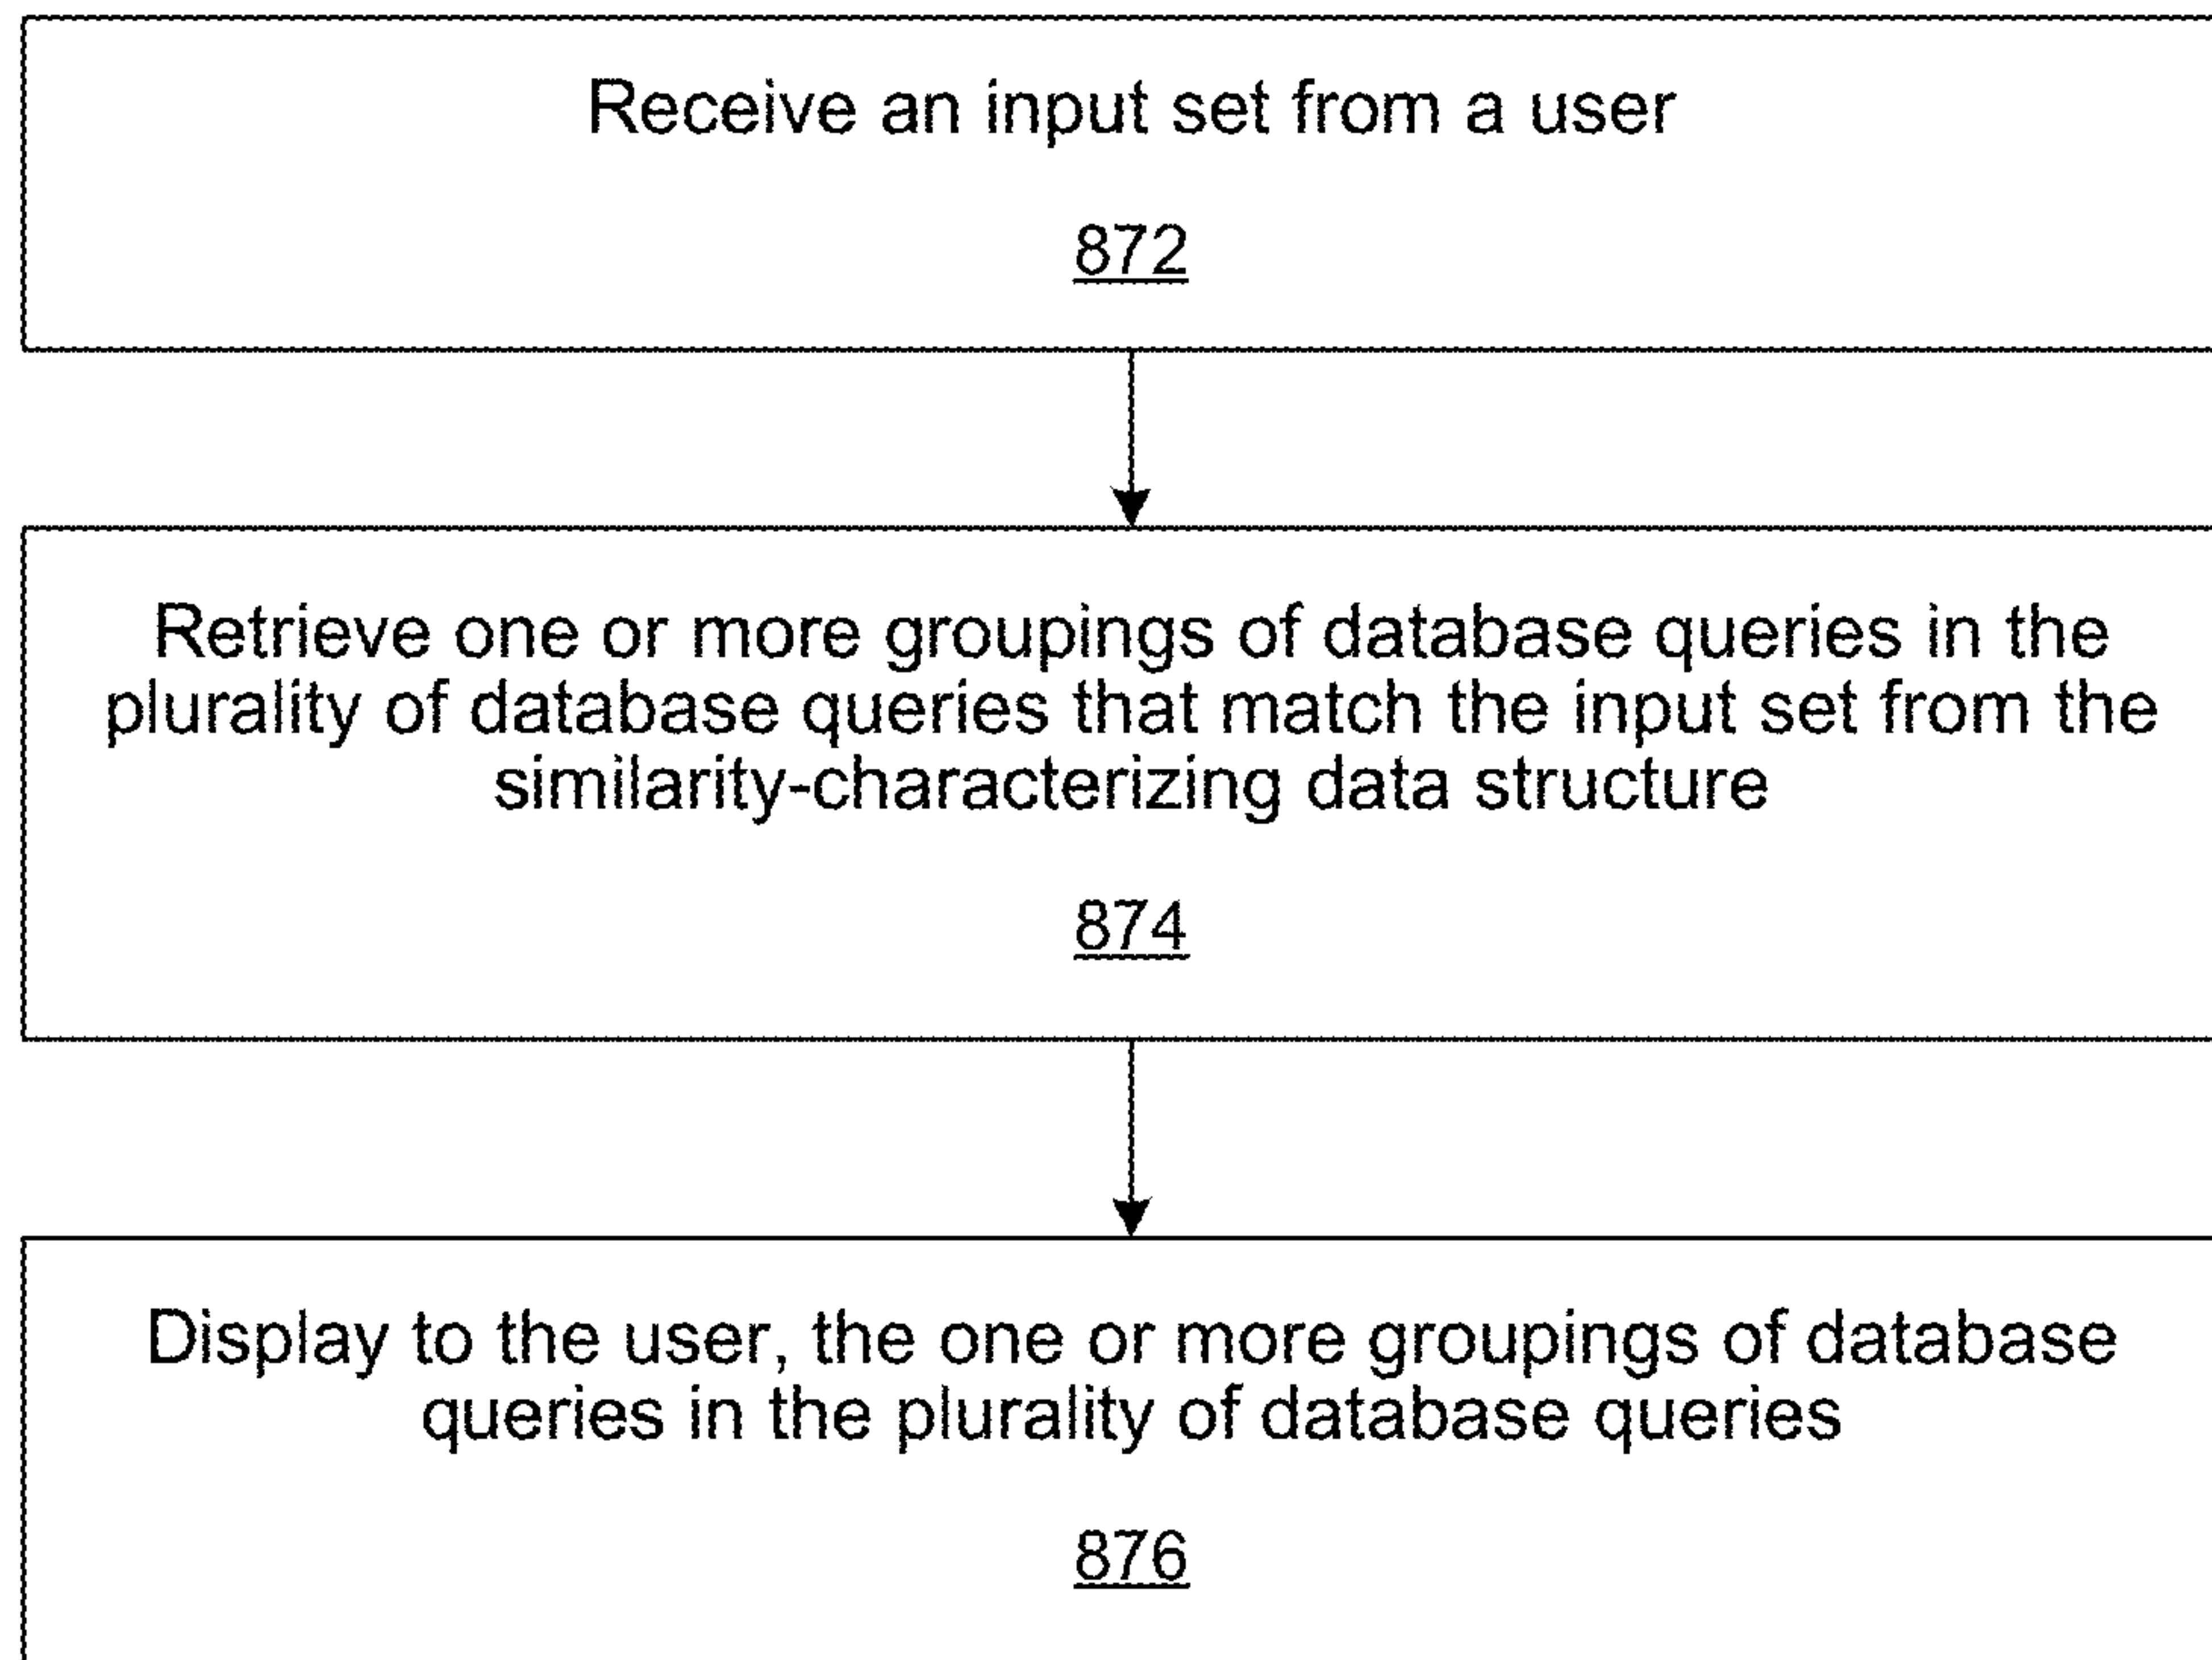 Receive an input set from a user
872
Retrieve one or more groupings of database queries in the
plurality of database queries that match the input set from the
similarity-characterizing data structure
874
Display to the user, the one or more groupings of database
queries in the plurality of database queries
876